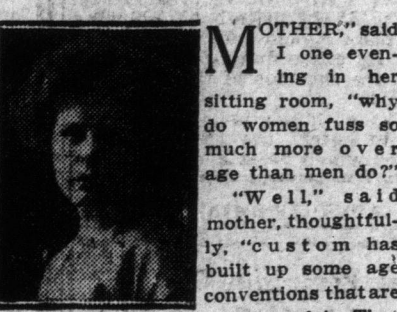 MOTHER," said
I one even-
ing in her
sitting room, "why
do women fuss so
much more over
age than men do?"
"Well," said
mother, thoughtful-
ly, "custom has
built up some age
conventions that are